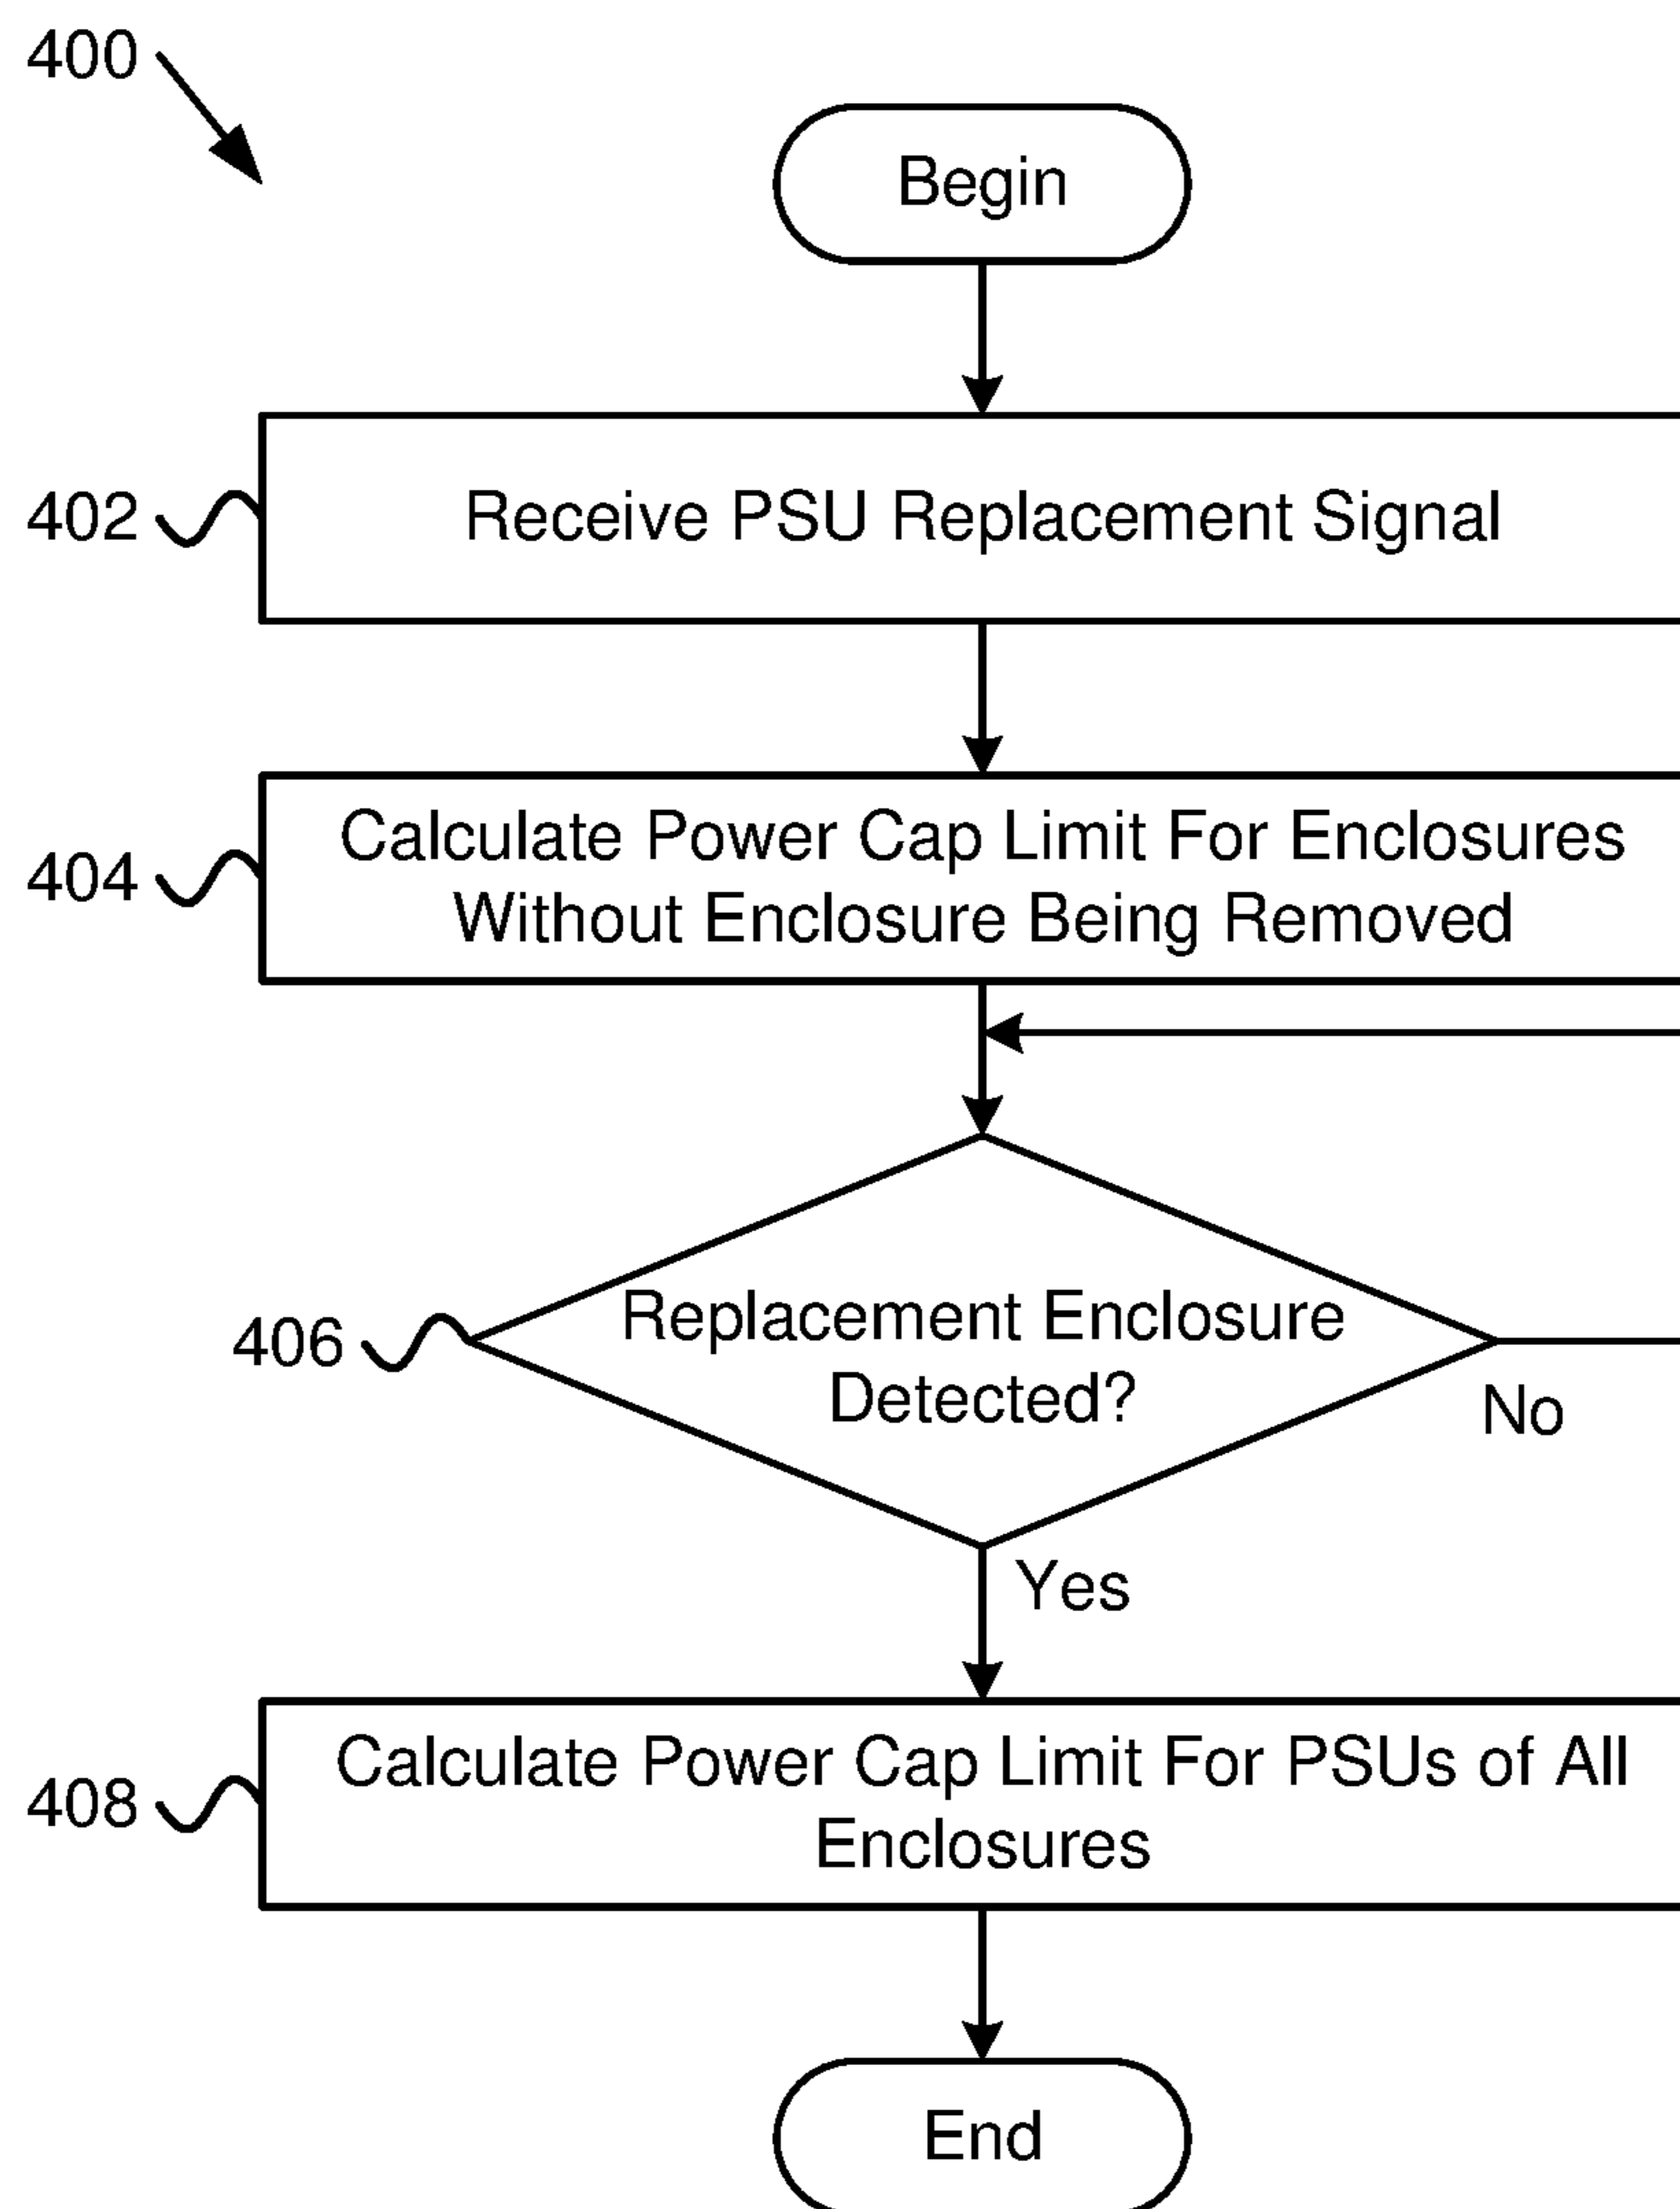 400
Begin
402
Receive PSU Replacement Signal
404
Calculate Power Cap Limit For Enclosures
Without Enclosure Being Removed
406
Replacement Enclosure
Detected?
No
Yes
408
Calculate Power Cap Limit For PSUs of All
Enclosures
End